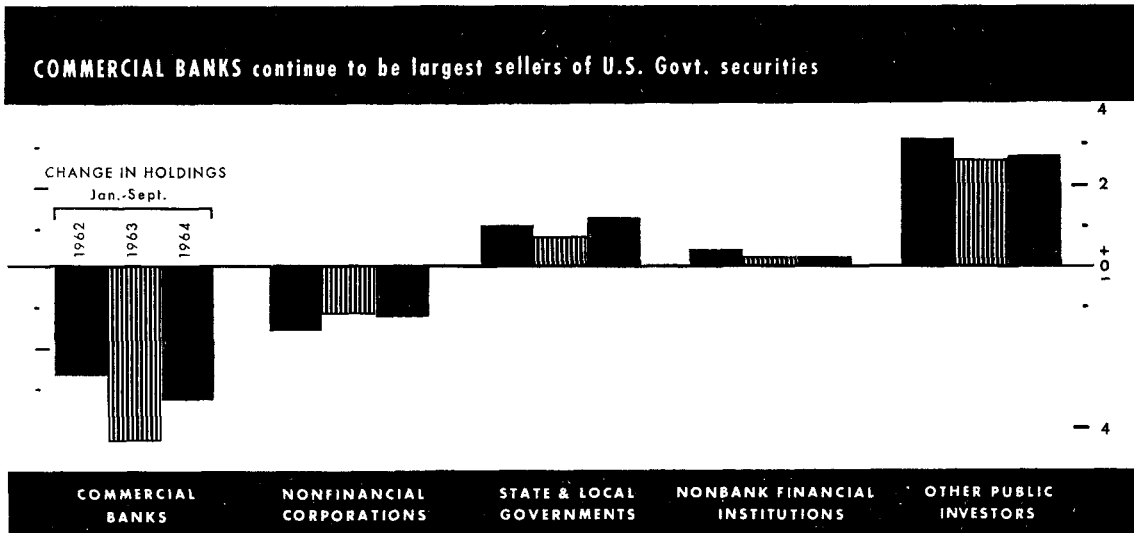 COMMERCIAL BANKS continue to be largest sellers of U.S. Govt. securities
4
CHANGE IN HOLDINGS
Jan.-Sept.
1962
1963
1964
2
+
0
–
4
COMMERCIAL
BANKS
NONFINANCIAL
CORPORATIONS
STATE & LOCAL
GOVERNMENTS
NONBANK FINANCIAL
INSTITUTIONS
OTHER PUBLIC
INVESTORS